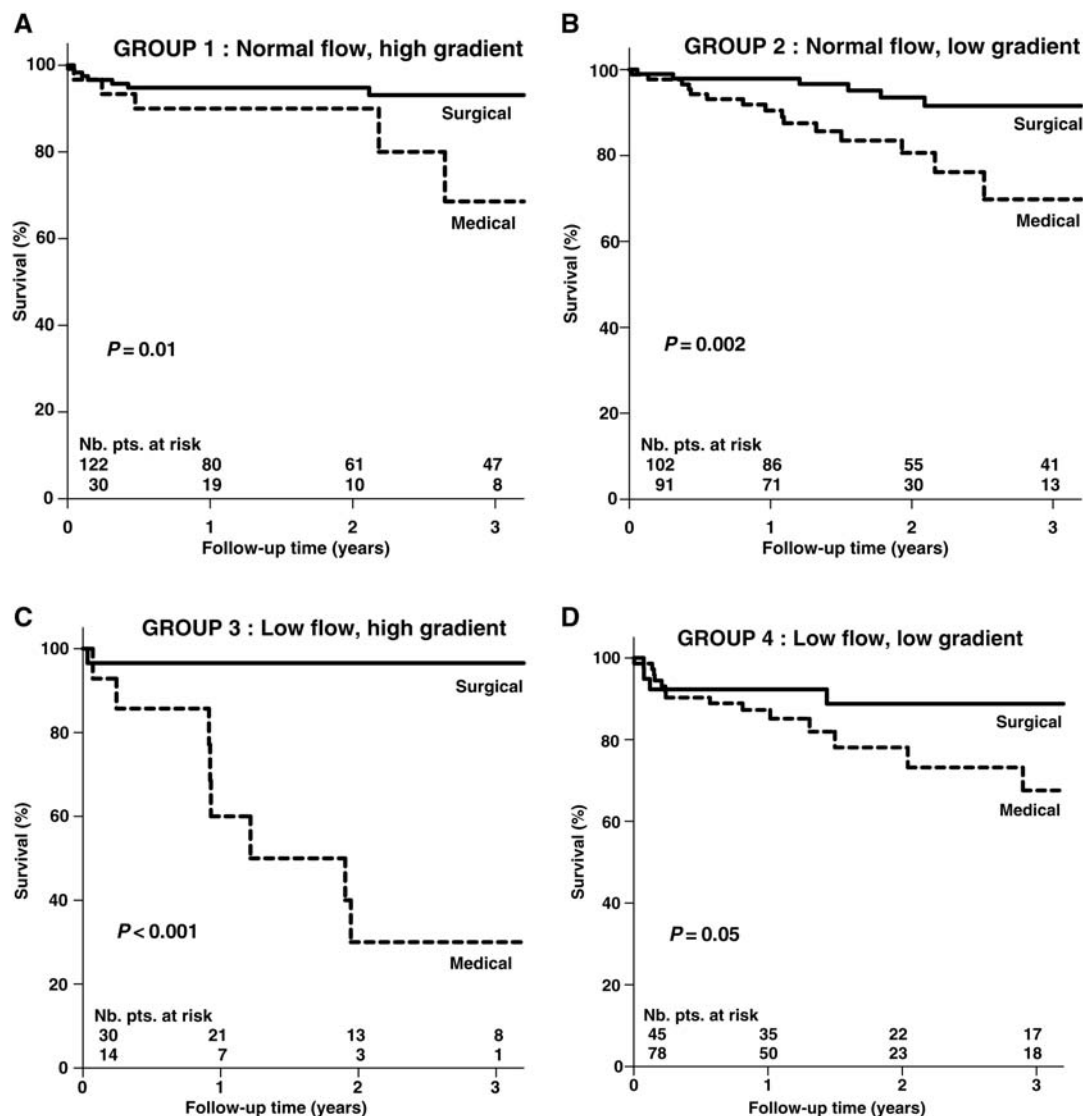 A
GROUP 1 : Normal flow, high gradient
100
80
60
40
20
0
Survival (%)
Surgical
Medical
P = 0.01
Nb. pts. at risk
122 80 61 47
30 19 10 8
0 1 2 3
Follow-up time (years)
B
GROUP 2 : Normal flow, low gradient
100
80
60
40
20
0
Survival (%)
Surgical
Medical
P = 0.002
Nb. pts. at risk
102 86 55 41
91 71 30 13
0 1 2 3
Follow-up time (years)
C
GROUP 3 : Low flow, high gradient
100
80
60
40
20
0
Survival (%)
Surgical
Medical
P < 0.001
Nb. pts. at risk
30 21 13 8
14 7 3 1
0 1 2 3
Follow-up time (years)
D
GROUP 4 : Low flow, low gradient
100
80
60
40
20
0
Survival (%)
Surgical
Medical
P = 0.05
Nb. pts. at risk
45 35 22 17
78 50 23 18
0 1 2 3
Follow-up time (years)